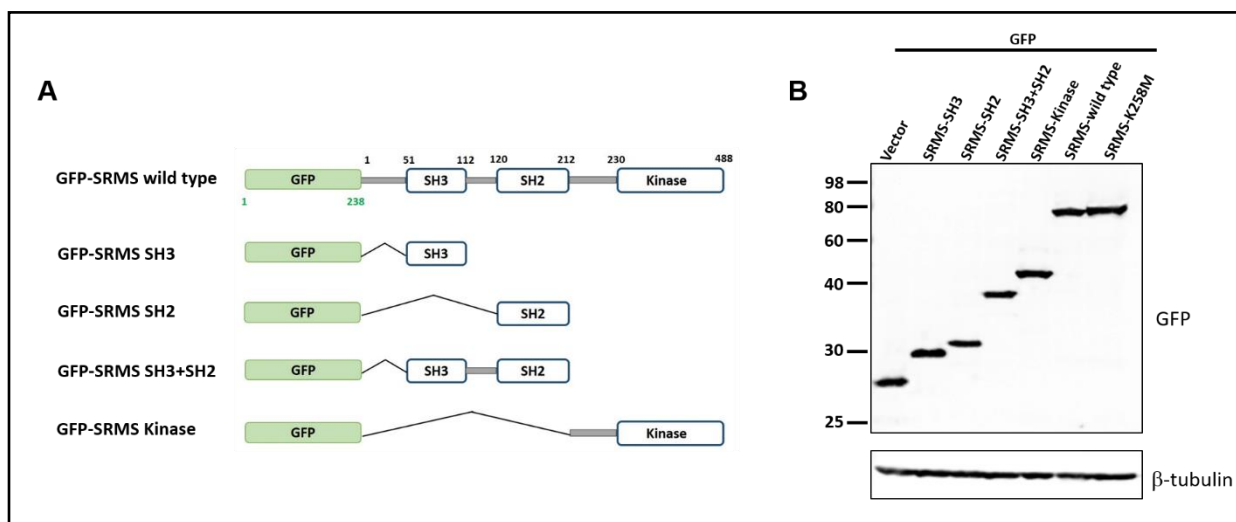 A
1 51 112 120 212 230 488
GFP-SRMS wild type GFP SH3 SH2 Kinase
1 238
GFP-SRMS SH3 GFP SH3
GFP-SRMS SH2 GFP SH2
GFP-SRMS SH3+SH2 GFP SH3 SH2
GFP-SRMS Kinase GFP Kinase
B
GFP
Vector
SRMS-SH3
SRMS-SH2
SRMS-SH3+SH2
SRMS-Kinase
SRMS-wild type
SRMS-K258M
98
80
60
40
30
25
GFP
β-tubulin